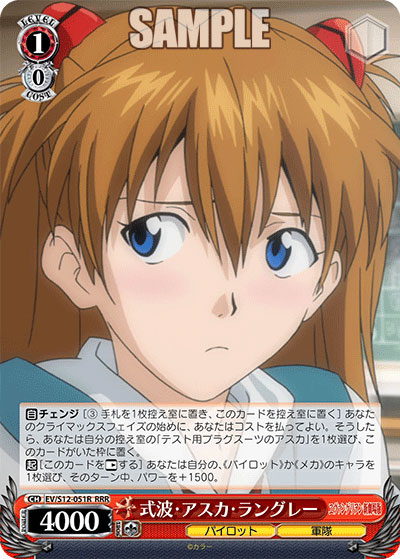 SAMPLE
LEVEL
1
0
COST
自チェンジ [③ 手札を1枚控え室に置き、このカードを控え室に置く] あなた
のクライマックスフェイズの始めに、あなたはコストを払ってよい。そうした
ら、あなたは自分の控え室の「テスト用プラグスーツのアスカ」を1枚選び、こ
のカードがいた枠に置く。
起[このカードを する] あなたは自分の、《パイロット》か《メカ》のキャラを
1枚選び、そのターン中、パワーを+1500。
CH EV/S12-051R RRR
4000
式波・アスカ・ラングレー
パイロット
軍隊
©カラー